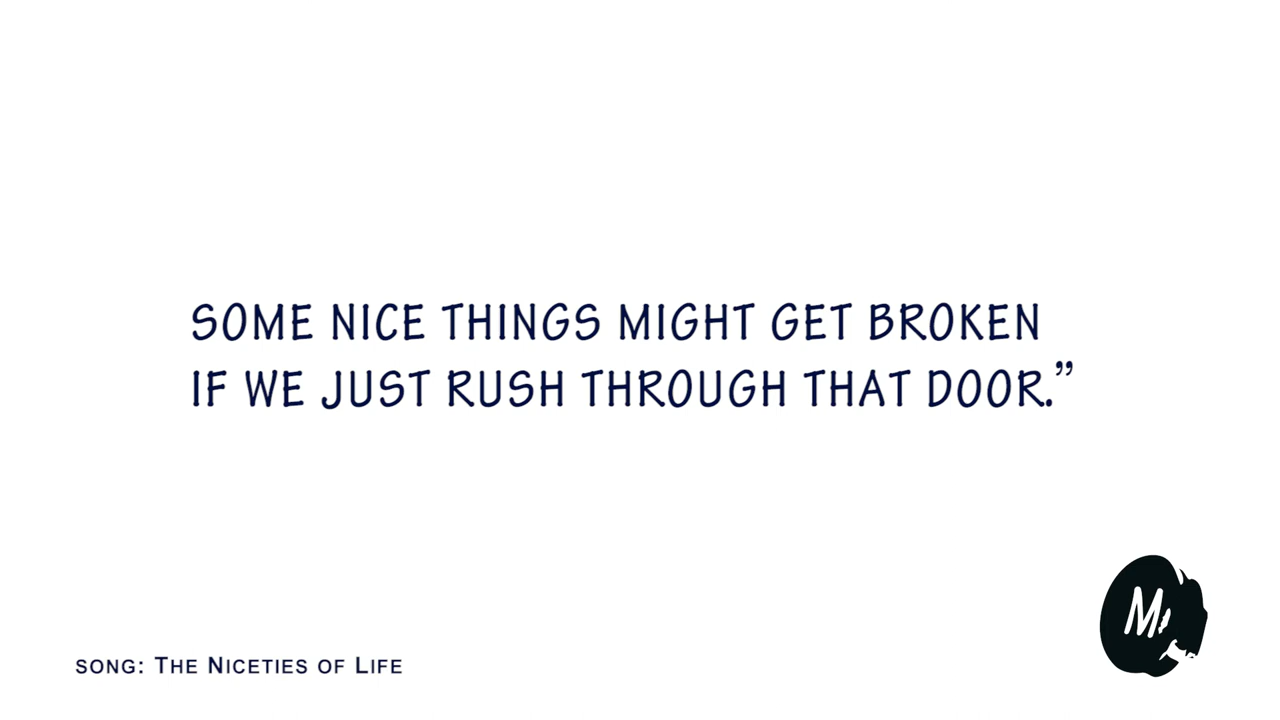 SOME NICE THINGS MIGHT GET BROKEN
IF WE JUST RUSH THROUGH THAT DOOR.”
SONG: THE NICETIES OF LIFE
M